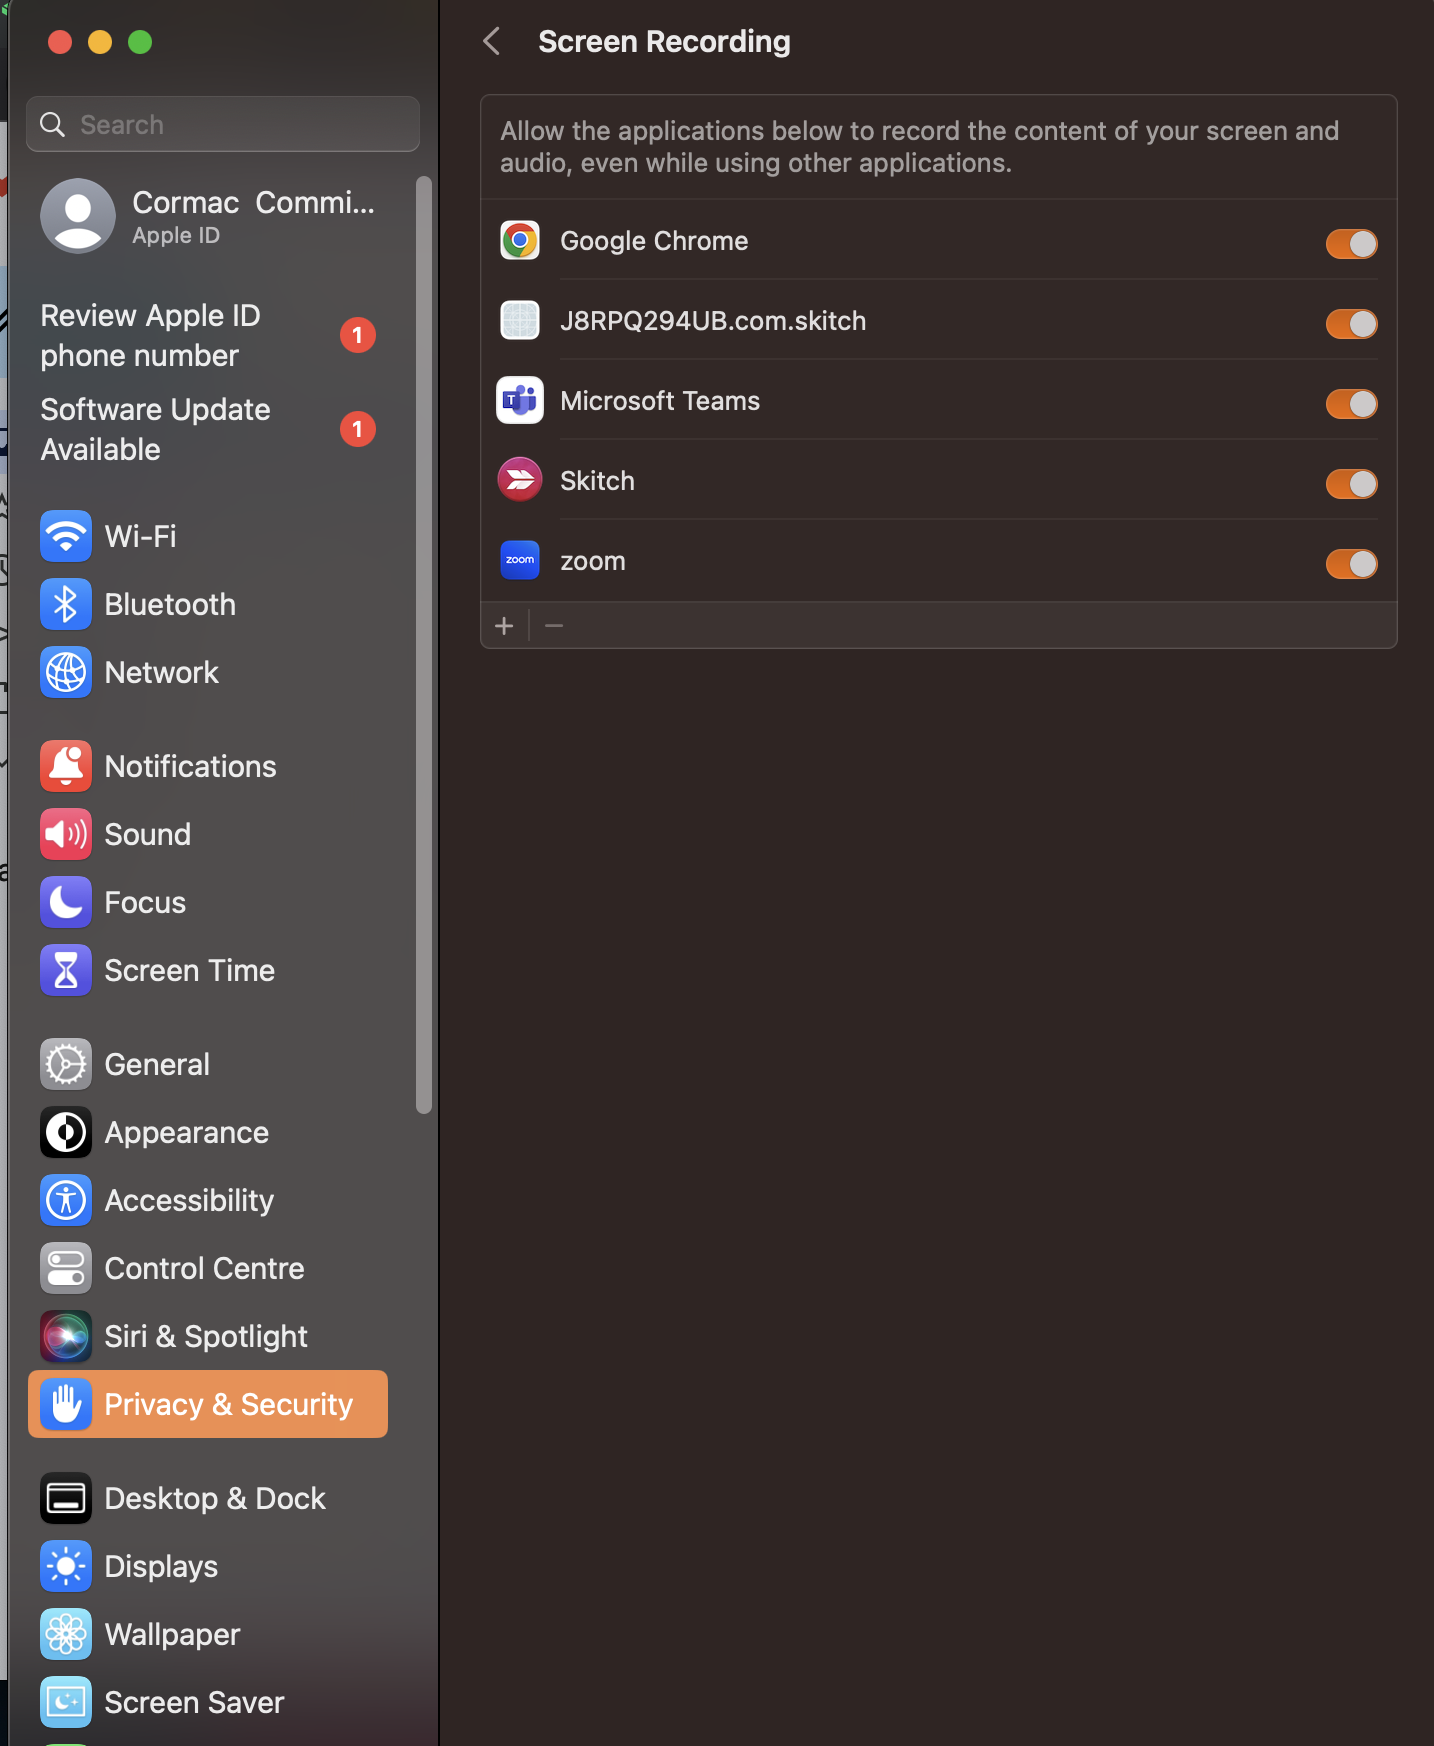 Screen Recording
Search
Cormac Commi...
Apple ID
Review Apple ID
phone number
1
Software Update
Available
1
Wi-Fi
Bluetooth
Network
Notifications
Sound
Focus
Screen Time
General
Appearance
Accessibility
Control Centre
Siri & Spotlight
Privacy & Security
Desktop & Dock
Displays
Wallpaper
Screen Saver
Allow the applications below to record the content of your screen and
audio, even while using other applications.
Google Chrome
J8RPQ294UB.com.skitch
T
Microsoft Teams
Skitch
zoom
zoom